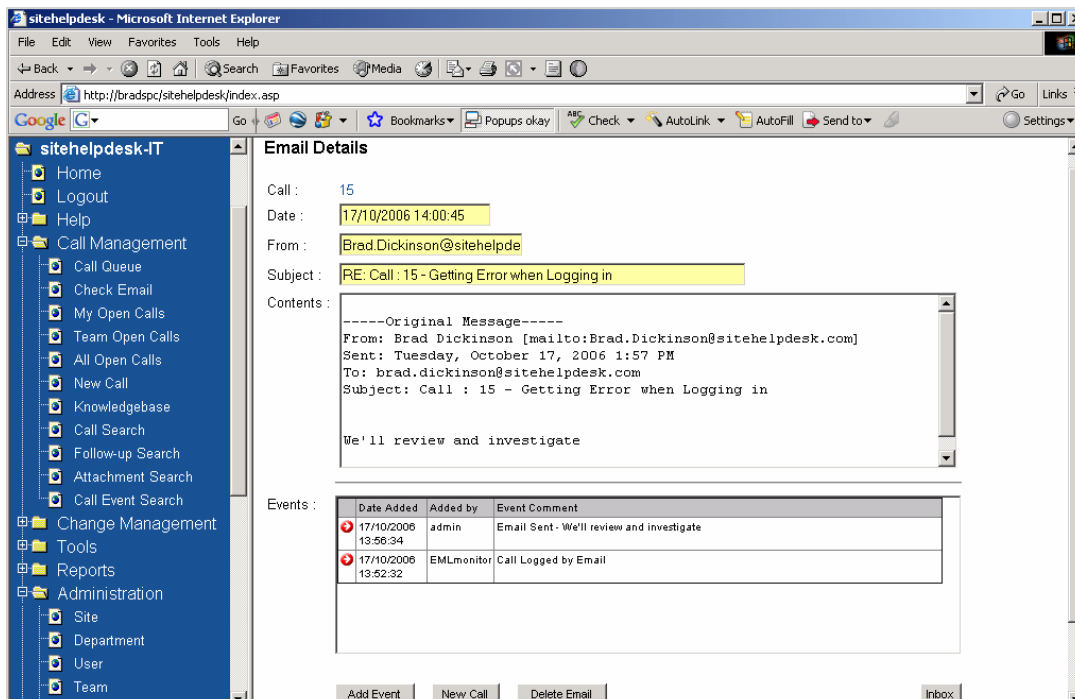 sitehelpdesk - Microsoft Internet Explorer
File Edit View Favorites Tools Help
Back Search Favorites Media
Address http://bradspc/sitehelpdesk/index.asp Go Links
Google G Go Bookmarks Popups okay ABC Check AutoLink AutoFill Send to Settings
sitehelpdesk-IT
Home
Logout
Help
Call Management
Call Queue
Check Email
My Open Calls
Team Open Calls
All Open Calls
New Call
Knowledgebase
Call Search
Follow-up Search
Attachment Search
Call Event Search
Change Management
Tools
Reports
Administration
Site
Department
User
Team
Email Details
Call : 15
Date : 17/10/2006 14:00:45
From : Brad.Dickinson@sitehelpde
Subject : RE: Call : 15 - Getting Error when Logging in
Contents :
-----Original Message-----
From: Brad Dickinson [mailto:Brad.Dickinson@sitehelpdesk.com]
Sent: Tuesday, October 17, 2006 1:57 PM
To: brad.dickinson@sitehelpdesk.com
Subject: Call : 15 - Getting Error when Logging in
We'll review and investigate
Events :
Date Added Added by Event Comment
17/10/2006 admin Email Sent - We'll review and investigate
13:56:34
17/10/2006 EMLmonitor Call Logged by Email
13:52:32
Add Event New Call Delete Email Inbox